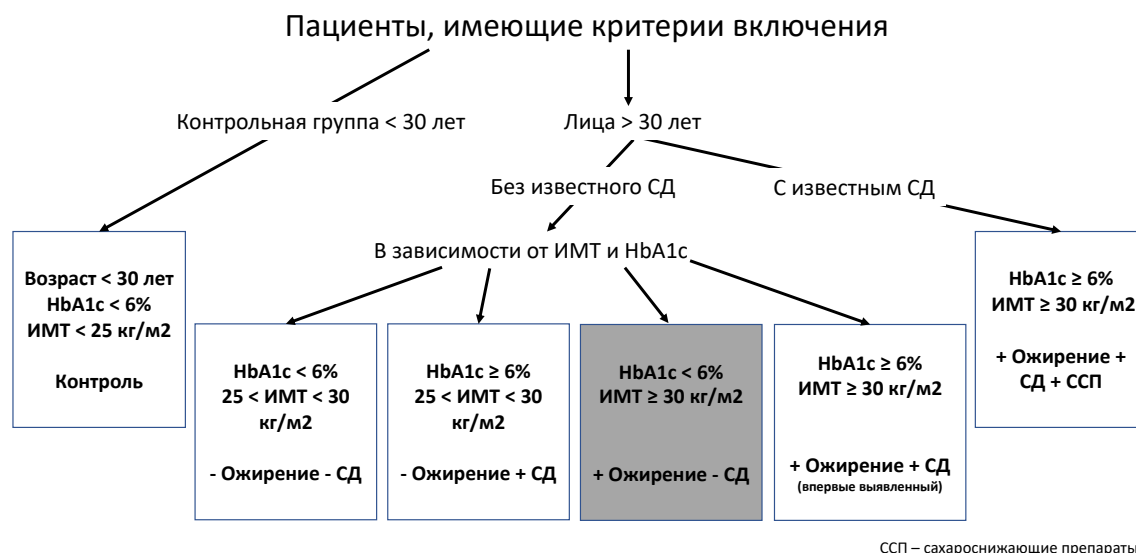 Пациенты, имеющие критерии включения
Контрольная группа < 30 лет
Лица > 30 лет
Без известного СД
С известным СД
В зависимости от ИМТ и HbA1c
Возраст < 30 лет
HbA1c < 6%
ИМТ < 25 кг/м2
Контроль
HbA1c < 6%
25 < ИМТ < 30
кг/м2
- Ожирение - СД
HbA1c ≥ 6%
25 < ИМТ < 30
кг/м2
- Ожирение + СД
HbA1c < 6%
ИМТ ≥ 30 кг/м2
+ Ожирение - СД
HbA1c ≥ 6%
ИМТ ≥ 30 кг/м2
+ Ожирение + СД
(впервые выявленный)
HbA1c ≥ 6%
ИМТ ≥ 30 кг/м2
+ Ожирение +
СД + ССП
ССП – сахароснижающие препараты